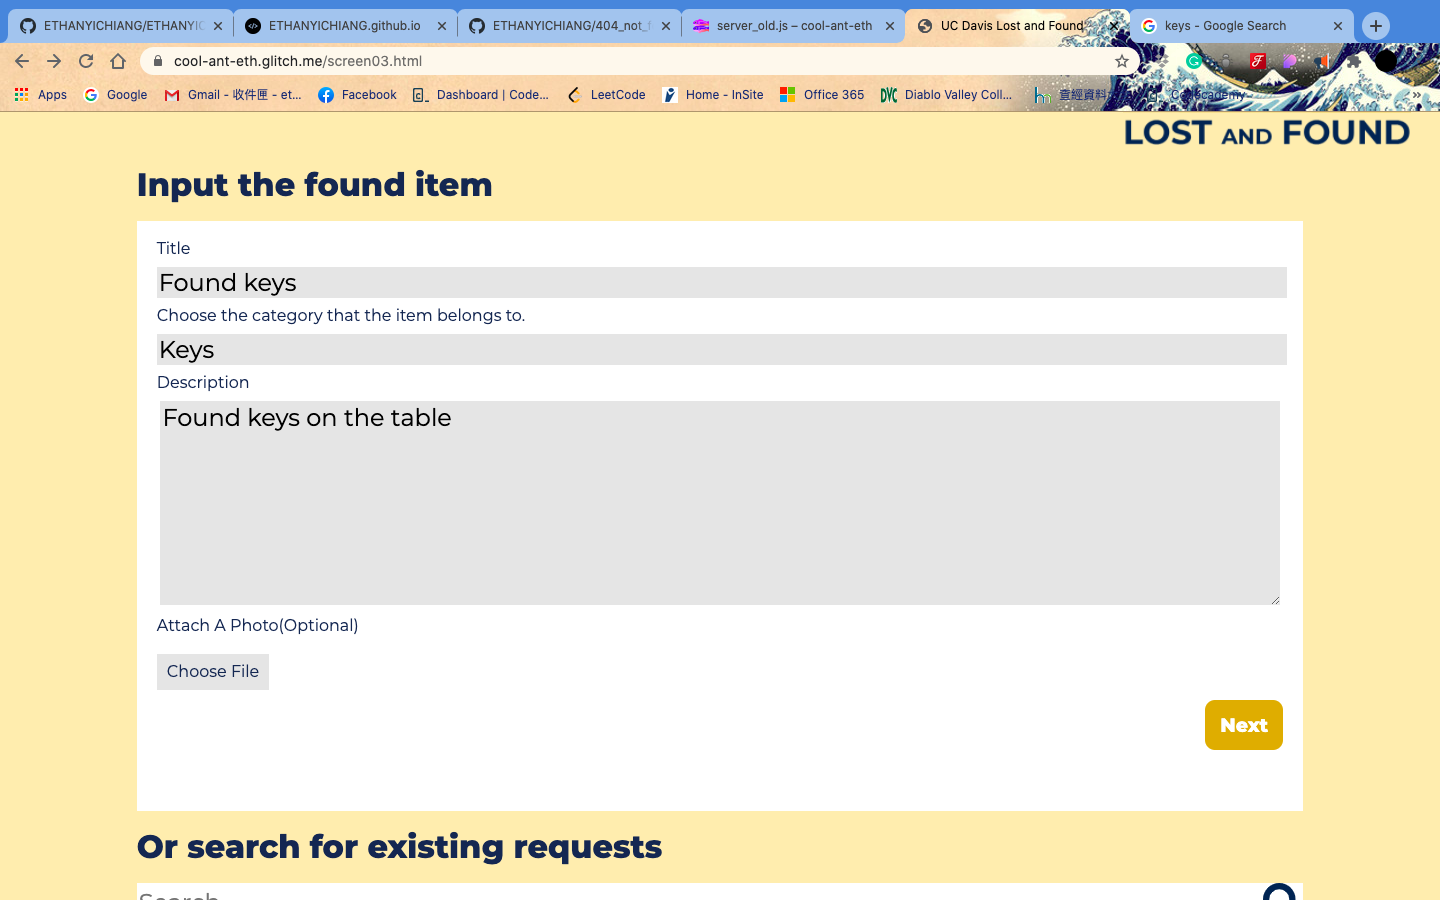 ETHANYICHIANG/ETHANYIC
ETHANYICHIANG.github.io
ETHANYICHIANG/404_not_f
server_old.js – cool-ant-eth
UC Davis Lost and Found
keys - Google Search
cool-ant-eth.glitch.me/screen03.html
Apps
Google
Gmail - 收件匣 - et...
Facebook
Dashboard | Code...
LeetCode
Home - InSite
Office 365
DVC Diablo Valley Coll...
Codecademy
LOST AND FOUND
Input the found item
Title
Found keys
Choose the category that the item belongs to.
Keys
Description
Found keys on the table
Attach A Photo(Optional)
Choose File
Next
Or search for existing requests
Search